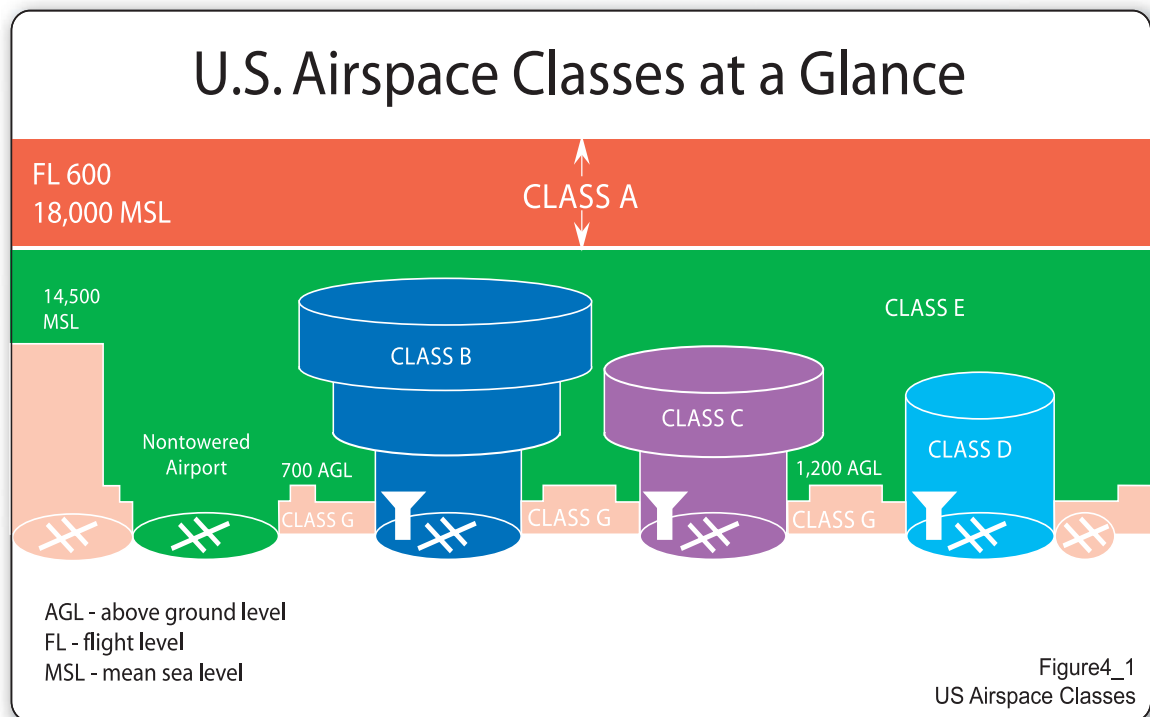 U.S. Airspace Classes at a Glance
FL 600
18,000 MSL
CLASS A
14,500
MSL
CLASS E
CLASS B
CLASS C
Nontowered
Airport
CLASS D
700 AGL
1,200 AGL
CLASS G
CLASS G
CLASS G
AGL - above ground level
FL - flight level
MSL - mean sea level
Figure4_1
US Airspace Classes